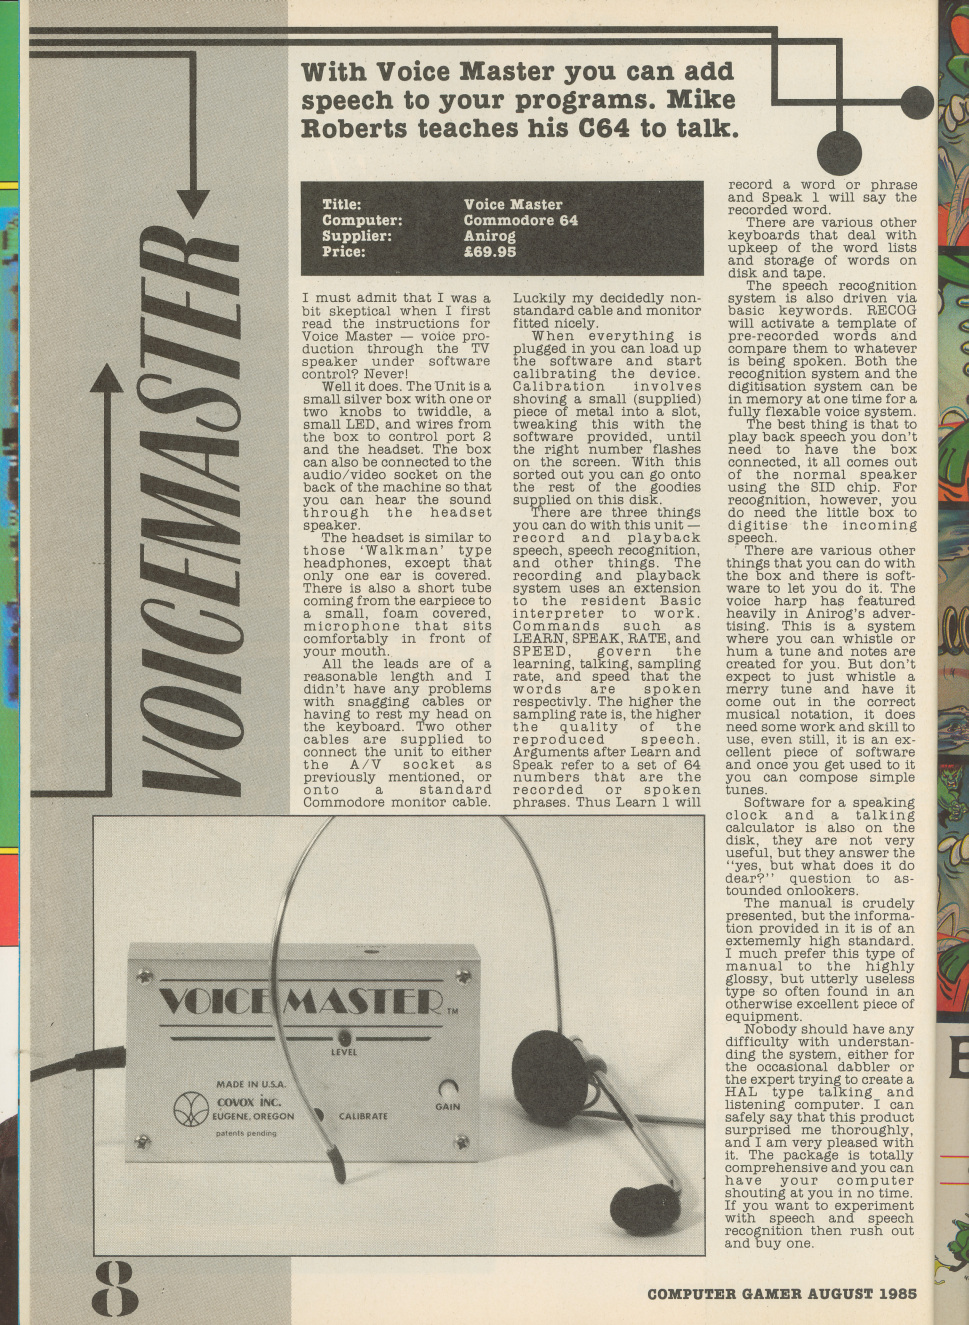 With Voice Master you can add
speech to your programs. Mike
Roberts teaches his C64 to talk.
VOICEMASTER
Title: Voice Master
Computer: Commodore 64
Supplier: Anirog
Price: £69.95
I must admit that I was a
bit skeptical when I first
read the instructions for
Voice Master — voice pro-
duction through the TV
speaker under software
control? Never!
Well it does. The Unit is a
small silver box with one or
two knobs to twiddle, a
small LED, and wires from
the box to control port 2
and the headset. The box
can also be connected to the
audio/video socket on the
back of the machine so that
you can hear the sound
through the headset
speaker.
The headset is similar to
those 'Walkman' type
headphones, except that
only one ear is covered.
There is also a short tube
coming from the earpiece to
a small, foam covered,
microphone that sits
comfortably in front of
your mouth.
All the leads are of a
reasonable length and I
didn't have any problems
with snagging cables or
having to rest my head on
the keyboard. Two other
cables are supplied to
connect the unit to either
the A/V socket as
previously mentioned, or
onto a standard
Commodore monitor cable.
Luckily my decidedly non-
standard cable and monitor
fitted nicely.
When everything is
plugged in you can load up
the software and start
calibrating the device.
Calibration involves
shoving a small (supplied)
piece of metal into a slot,
tweaking this with the
software provided, until
the right number flashes
on the screen. With this
sorted out you can go onto
the rest of the goodies
supplied on this disk.
There are three things
you can do with this unit —
record and playback
speech, speech recognition,
and other things. The
recording and playback
system uses an extension
to the resident Basic
interpreter to work.
Commands such as
LEARN, SPEAK, RATE, and
SPEED, govern the
learning, talking, sampling
rate, and speed that the
words are spoken
respectivly. The higher the
sampling rate is, the higher
the quality of the
reproduced speech.
Arguments after Learn and
Speak refer to a set of 64
numbers that are the
recorded or spoken
phrases. Thus Learn 1 will
record a word or phrase
and Speak 1 will say the
recorded word.
There are various other
keyboards that deal with
upkeep of the word lists
and storage of words on
disk and tape.
The speech recognition
system is also driven via
basic keywords. RECOG
will activate a template of
pre-recorded words and
compare them to whatever
is being spoken. Both the
recognition system and the
digitisation system can be
in memory at one time for a
fully flexable voice system.
The best thing is that to
play back speech you don't
need to have the box
connected, it all comes out
of the normal speaker
using the SID chip. For
recognition, however, you
do need the little box to
digitise the incoming
speech.
There are various other
things that you can do with
the box and there is soft-
ware to let you do it. The
voice harp has featured
heavily in Anirog's adver-
tising. This is a system
where you can whistle or
hum a tune and notes are
created for you. But don't
expect to just whistle a
merry tune and have it
come out in the correct
musical notation, it does
need some work and skill to
use, even still, it is an ex-
cellent piece of software
and once you get used to it
you can compose simple
tunes.
Software for a speaking
clock and a talking
calculator is also on the
disk, they are not very
useful, but they answer the
"yes, but what does it do
dear?" question to as-
tounded onlookers.
The manual is crudely
presented, but the informa-
tion provided in it is of an
extememly high standard.
I much prefer this type of
manual to the highly
glossy, but utterly useless
type so often found in an
otherwise excellent piece of
equipment.
Nobody should have any
difficulty with understan-
ding the system, either for
the occasional dabbler or
the expert trying to create a
HAL type talking and
listening computer. I can
safely say that this product
surprised me thoroughly,
and I am very pleased with
it. The package is totally
comprehensive and you can
have your computer
shouting at you in no time.
If you want to experiment
with speech and speech
recognition then rush out
and buy one.
VOICE MASTER TM
LEVEL
MADE IN U.S.A.
COVOX INC.
EUGENE, OREGON
patents pending
CALIBRATE
GAIN
8
COMPUTER GAMER AUGUST 1985